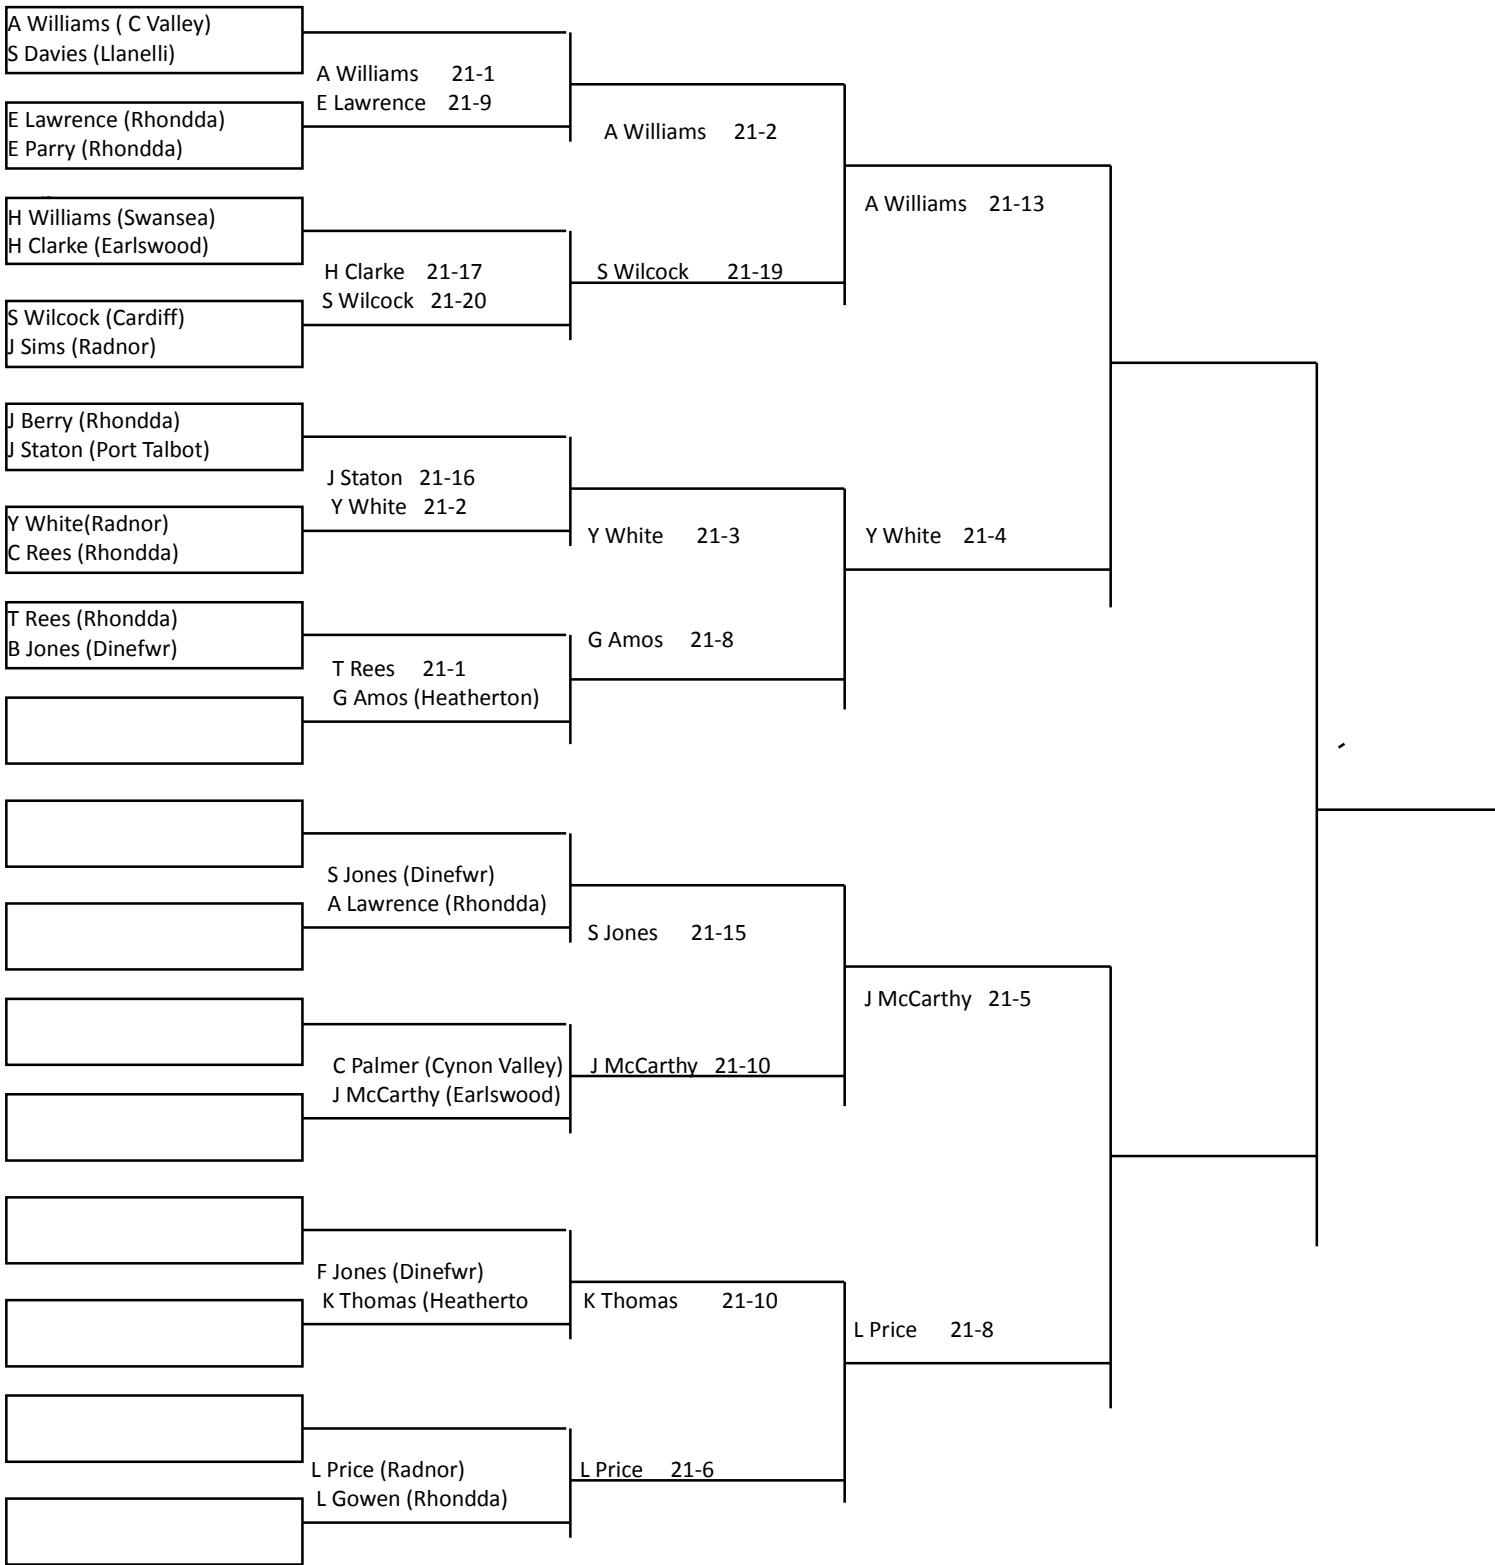 A Williams ( C Valley)
S Davies (Llanelli)
E Lawrence (Rhondda)
E Parry (Rhondda)
H Williams (Swansea)
H Clarke (Earlswood)
S Wilcock (Cardiff)
J Sims (Radnor)
J Berry (Rhondda)
J Staton (Port Talbot)
Y White(Radnor)
C Rees (Rhondda)
T Rees (Rhondda)
B Jones (Dinefwr)
A Williams 21-1
E Lawrence 21-9
H Clarke 21-17
S Wilcock 21-20
J Staton 21-16
Y White 21-2
T Rees 21-1
G Amos (Heatherton)
S Jones (Dinefwr)
A Lawrence (Rhondda)
C Palmer (Cynon Valley)
J McCarthy (Earlswood)
F Jones (Dinefwr)
K Thomas (Heatherto
L Price (Radnor)
L Gowen (Rhondda)
A Williams 21-2
S Wilcock 21-19
Y White 21-3
G Amos 21-8
S Jones 21-15
J McCarthy 21-10
K Thomas 21-10
L Price 21-6
A Williams 21-13
Y White 21-4
J McCarthy 21-5
L Price 21-8